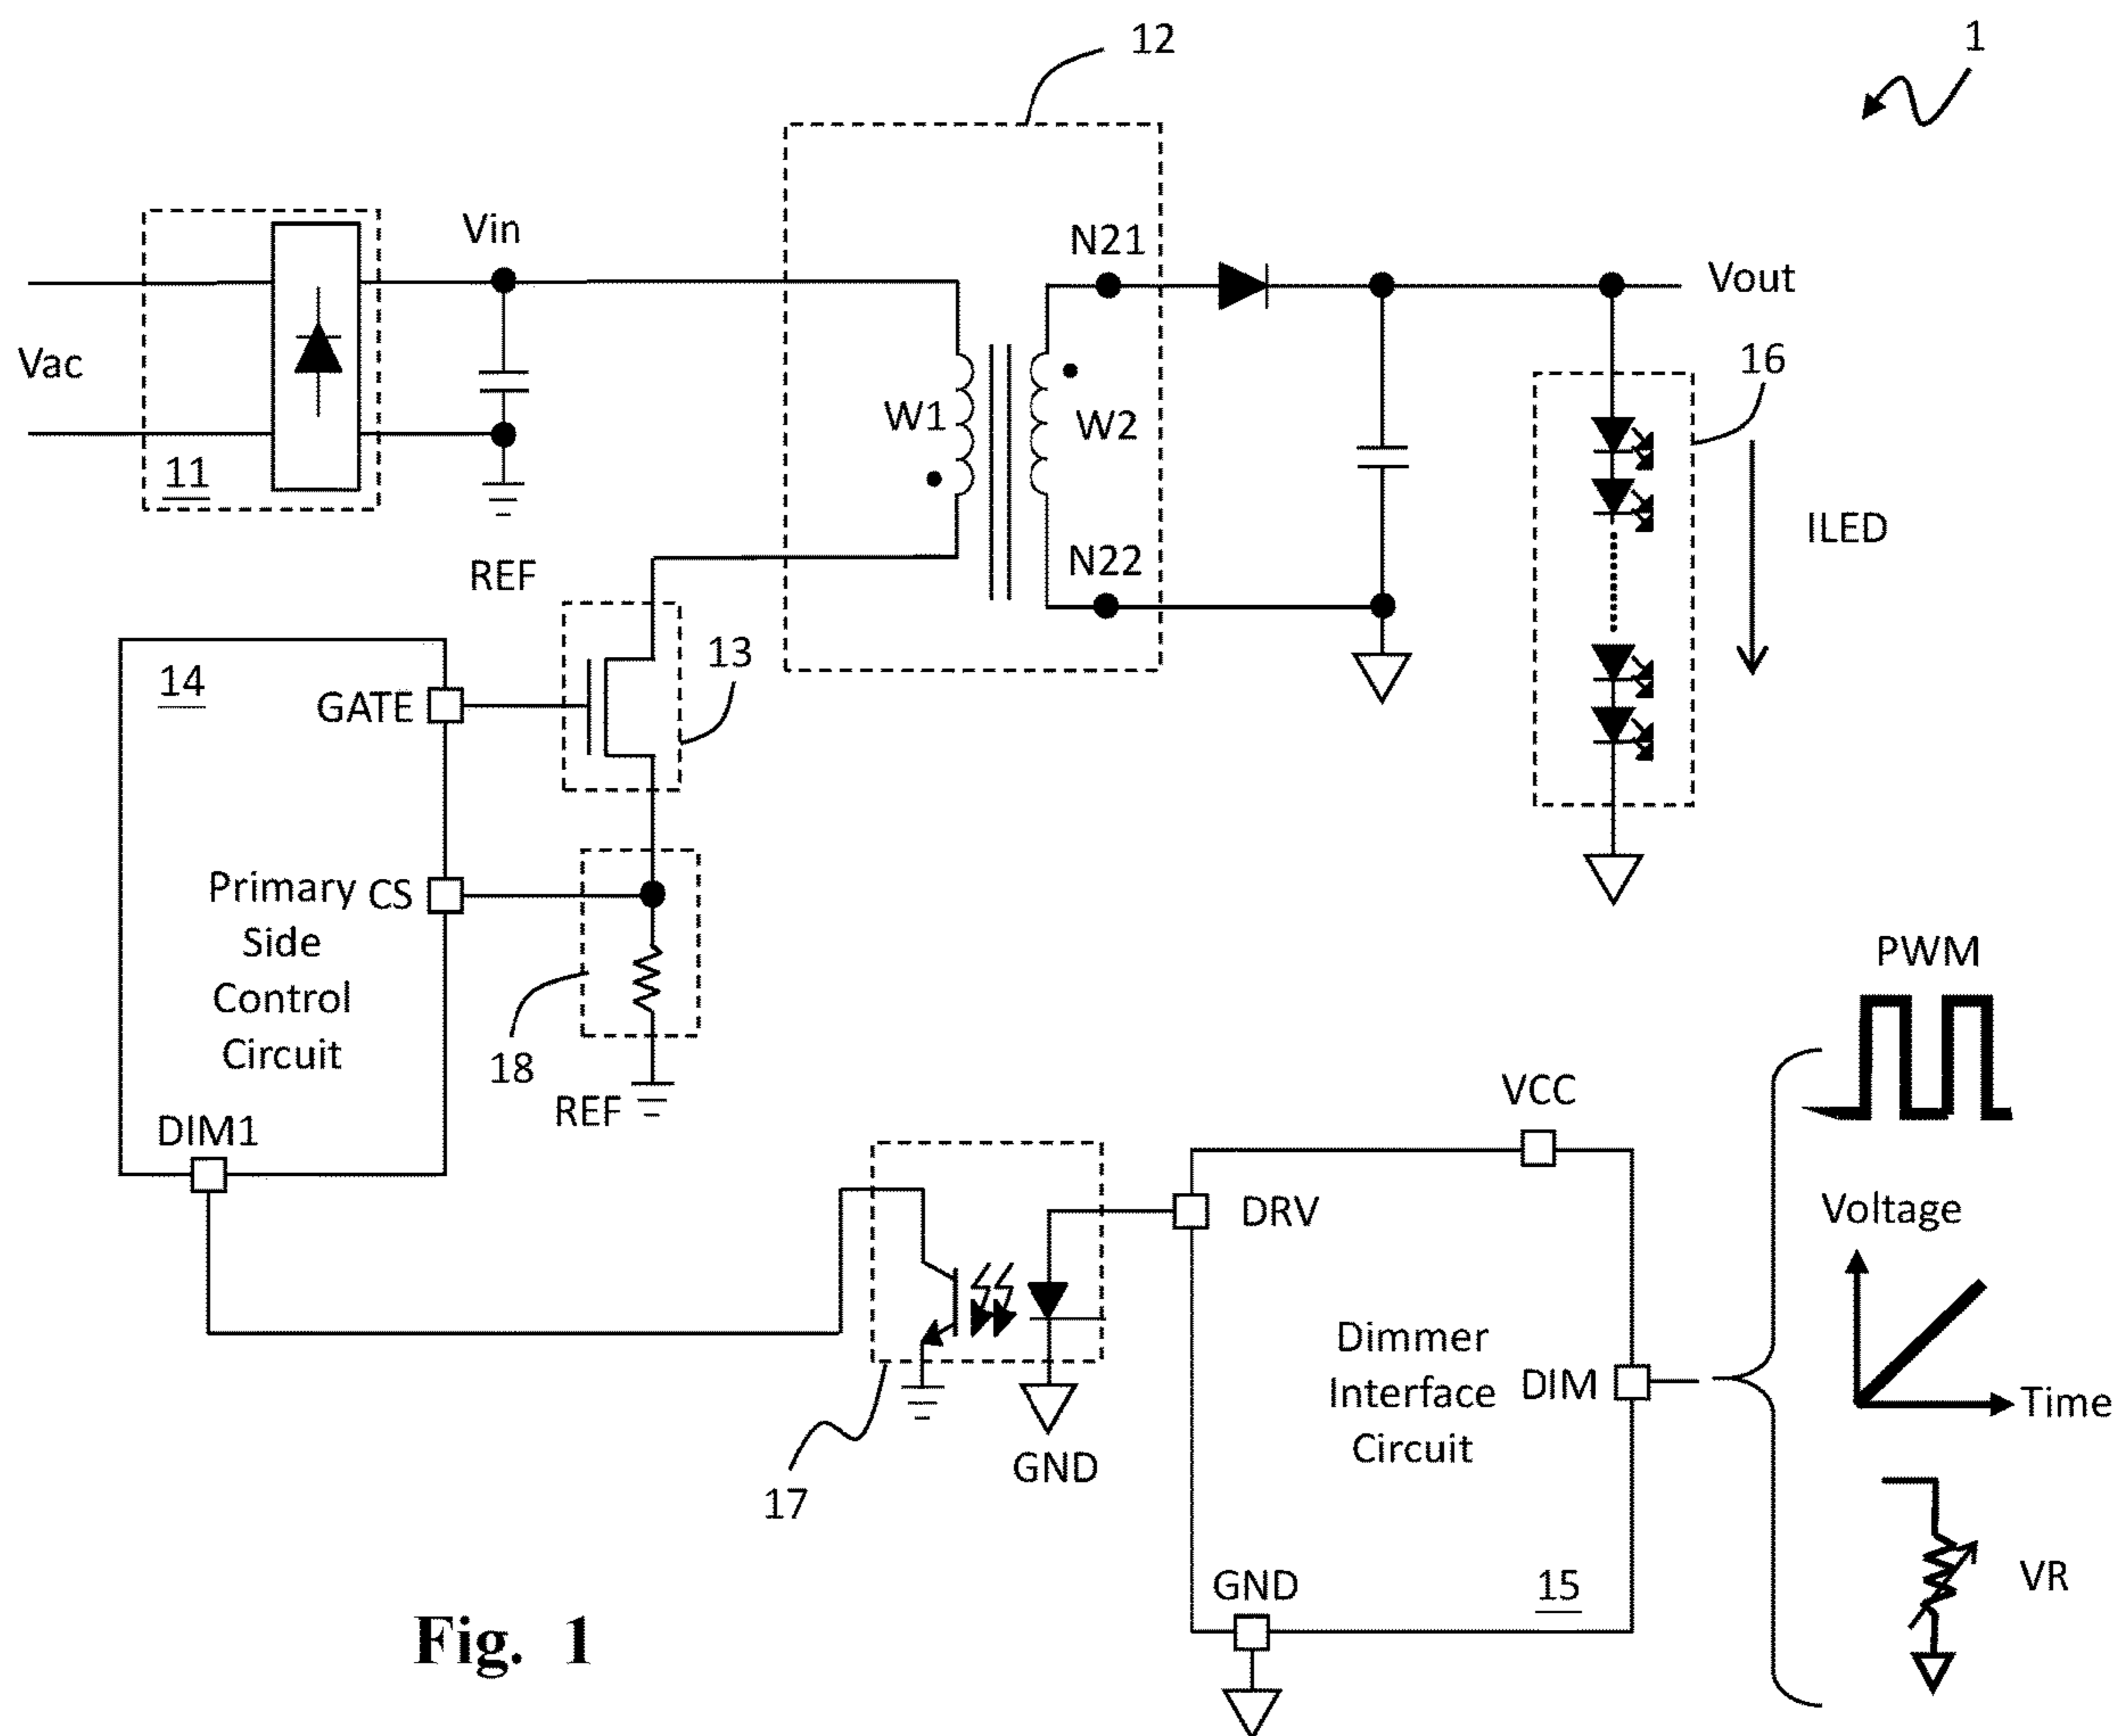 12
1
Vin
N21
Vout
Vac
16
W1
W2
11
ILED
N22
REF
13
14
GATE
Primary CS
Side
Control
Circuit
PWM
18
REF
VCC
DIM1
Voltage
DRV
Dimmer
Interface
Circuit
DIM
Time
GND
17
GND
15
VR
Fig. 1